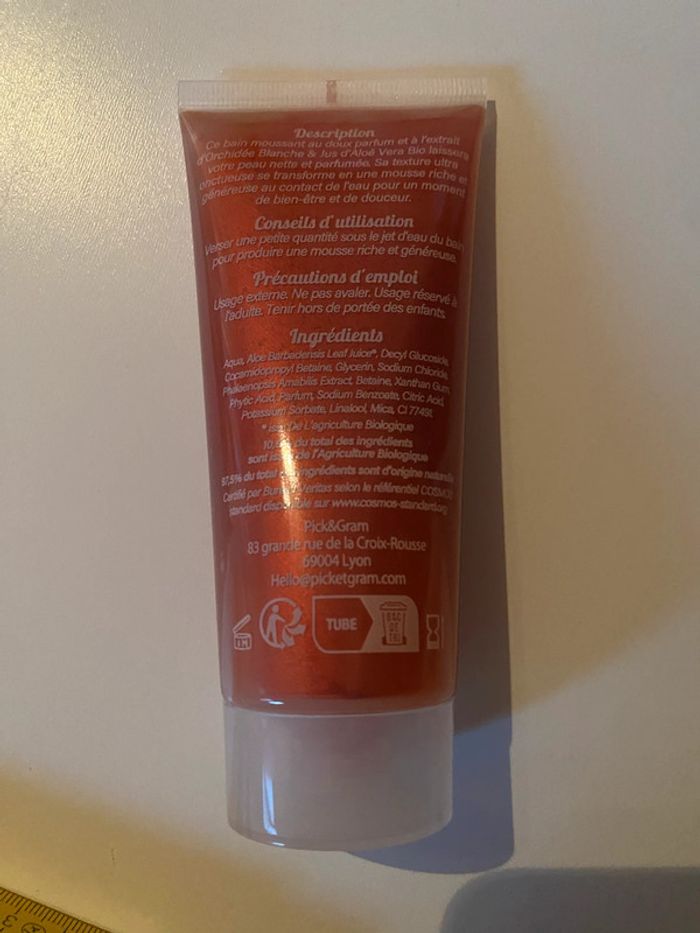 Description
Ce bain moussant au doux parfum et à l'extrait
d'Orchidée Blanche & Jus d'Aloé Vera Bio laissera
votre peau nette et parfumée. Sa texture ultra
onctueuse se transforme en une mousse riche et
généreuse au contact de l'eau pour un moment
de bien-être et de douceur.
Conseils d'utilisation
Verser une petite quantité sous le jet d'eau du bain
pour produire une mousse riche et généreuse.
Précautions d'emploi
Usage externe. Ne pas avaler. Usage réservé à
l'adulte. Tenir hors de portée des enfants.
Ingrédients
Aqua, Aloe Barbadensis Leaf Juice*, Decyl Glucoside,
Cocamidopropyl Betaine, Glycerin, Sodium Chloride,
Phalaenopsis Amabilis Extract, Betaine, Xanthan Gum,
Phytic Acid, Parfum, Sodium Benzoate, Citric Acid,
Potassium Sorbate, Linalool, Mica, CI 77491.
* issu De L'agriculture Biologique
du total des ingrédients
sont issus de l'Agriculture Biologique
97,5% du total des ingrédients sont d'origine naturelle
Certifié par Bureau Veritas selon le référentiel COSMOS
standard disponible sur www.cosmos-standard.org
Pick&Gram
83 grande rue de la Croix-Rousse
69004 Lyon
Hello@picketgram.com
TUBE
BAC
DE
TRI
3